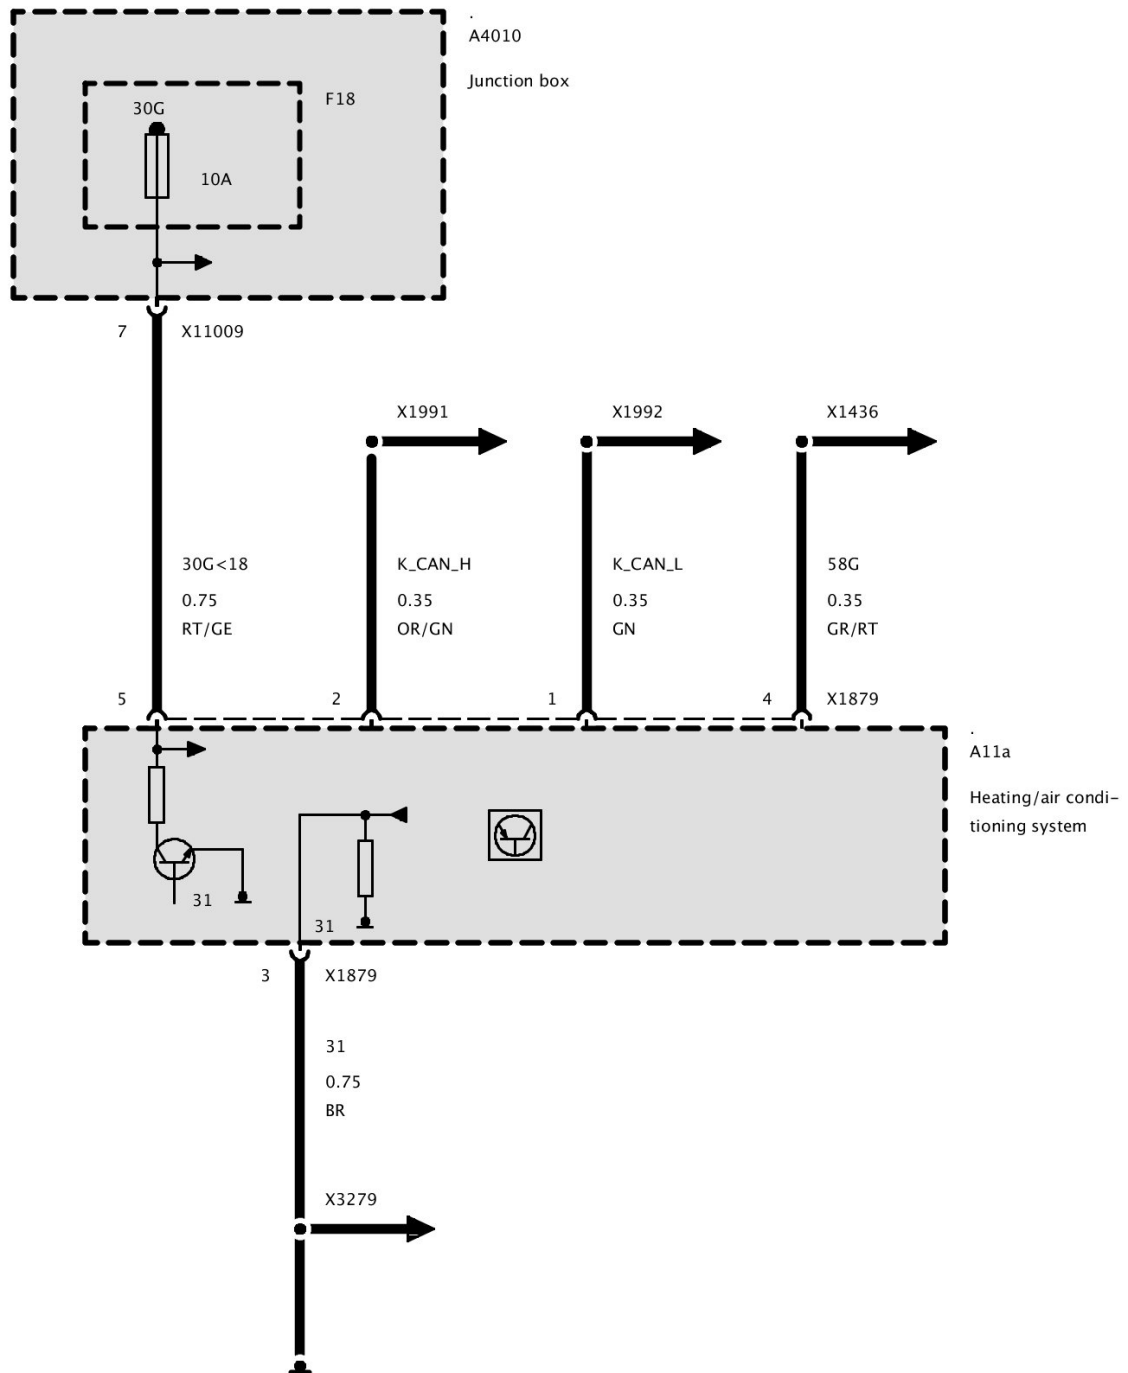 .
A4010
Junction box
F18
30G
10A
7 X11009
X1991 X1992 X1436
30G<18 K_CAN_H K_CAN_L 58G
0.75 0.35 0.35 0.35
RT/GE OR/GN GN GR/RT
5 2 1 4 X1879
.
A11a
Heating/air condi–
tioning system
31
31
3 X1879
31
0.75
BR
X3279